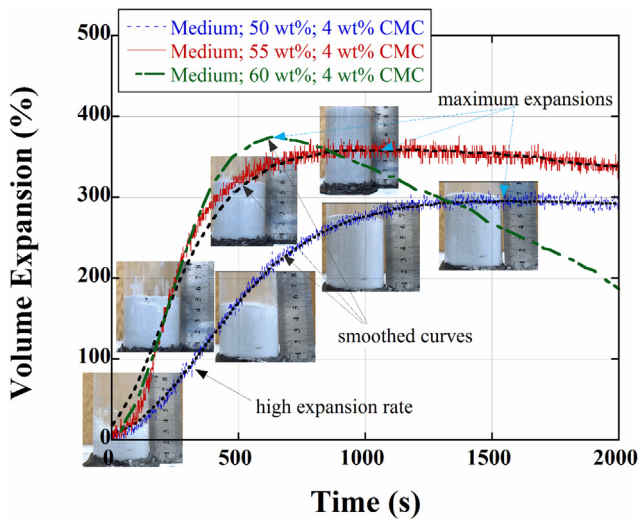 Medium; 50 wt%; 4 wt% CMC
Medium; 55 wt%; 4 wt% CMC
Medium; 60 wt%; 4 wt% CMC
500
400
300
200
100
0
Volume Expansion (%)
maximum expansions
smoothed curves
high expansion rate
0
500
1000
1500
2000
Time (s)